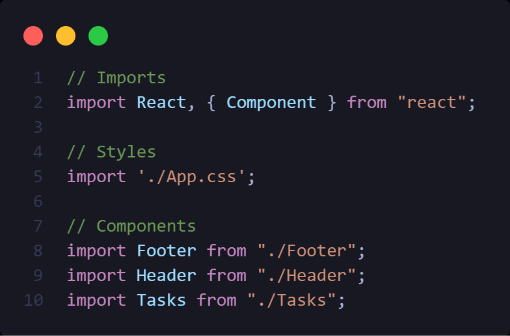 1 // Imports
2 import React, { Component } from "react";
3
4 // Styles
5 import './App.css';
6
7 // Components
8 import Footer from "./Footer";
9 import Header from "./Header";
10 import Tasks from "./Tasks";